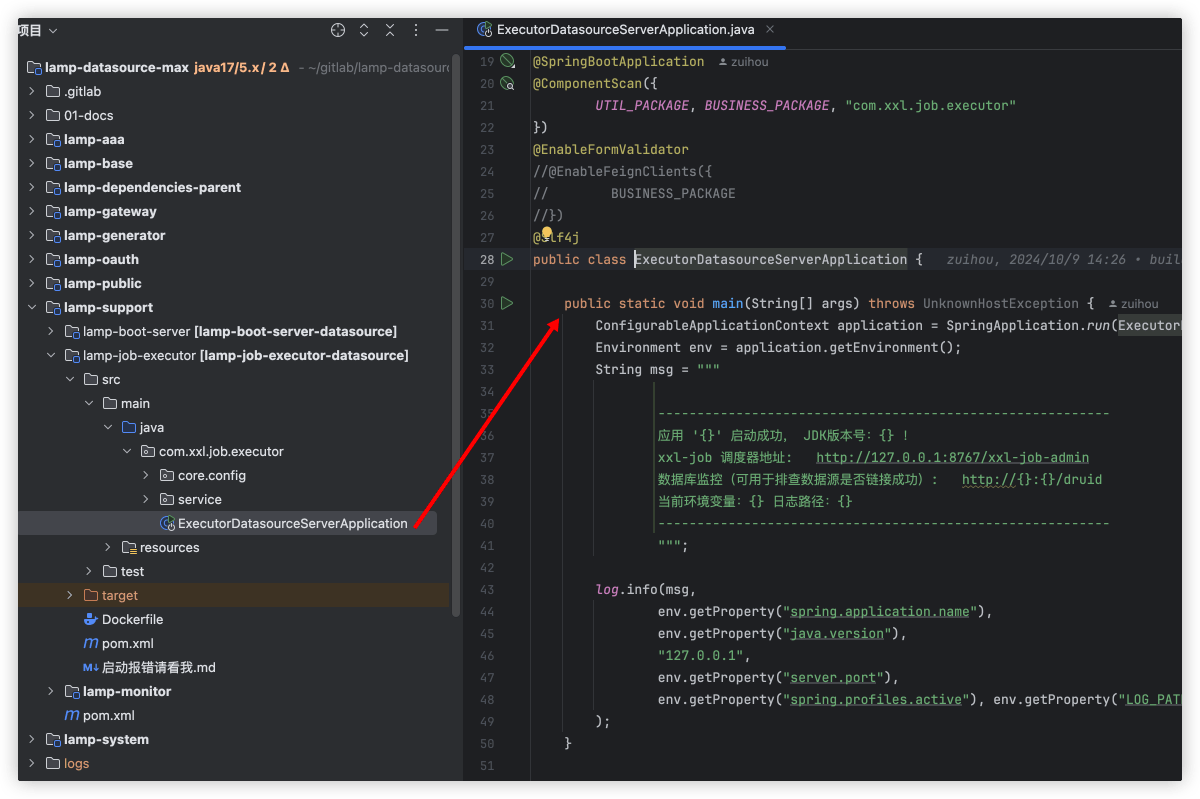 项目
lamp-datasource-max java17/5.x/ 2 Δ - ~/gitlab/lamp-datasour
.gitlab
01-docs
lamp-aaa
lamp-base
lamp-dependencies-parent
lamp-gateway
lamp-generator
lamp-oauth
lamp-public
lamp-support
lamp-boot-server [lamp-boot-server-datasource]
lamp-job-executor [lamp-job-executor-datasource]
src
main
java
com.xxl.job.executor
core.config
service
ExecutorDatasourceServerApplication
resources
test
target
Dockerfile
pom.xml
启动报错请看我.md
lamp-monitor
pom.xml
lamp-system
logs
ExecutorDatasourceServerApplication.java
19 @SpringBootApplication zuihou
20 @ComponentScan({
21 UTIL_PACKAGE, BUSINESS_PACKAGE, "com.xxl.job.executor"
22 })
23 @EnableFormValidator
24 //@EnableFeignClients({
25 // BUSINESS_PACKAGE
26 //})
27 @Slf4j
28 public class ExecutorDatasourceServerApplication { zuihou, 2024/10/9 14:26 • buil
29
30 public static void main(String[] args) throws UnknownHostException { zuihou
31 ConfigurableApplicationContext application = SpringApplication.run(Executor
32 Environment env = application.getEnvironment();
33 String msg = """
34
35 ----------------------------------------------------------
36 应用 '{}' 启动成功, JDK版本号: {} !
37 xxl-job 调度器地址: http://127.0.0.1:8767/xxl-job-admin
38 数据库监控（可用于排查数据源是否链接成功）: http://{}:{}/druid
39 当前环境变量: {} 日志路径: {}
40 ----------------------------------------------------------
41 """;
42
43 log.info(msg,
44 env.getProperty("spring.application.name"),
45 env.getProperty("java.version"),
46 "127.0.0.1",
47 env.getProperty("server.port"),
48 env.getProperty("spring.profiles.active"), env.getProperty("LOG_PAT
49 );
50 }
51